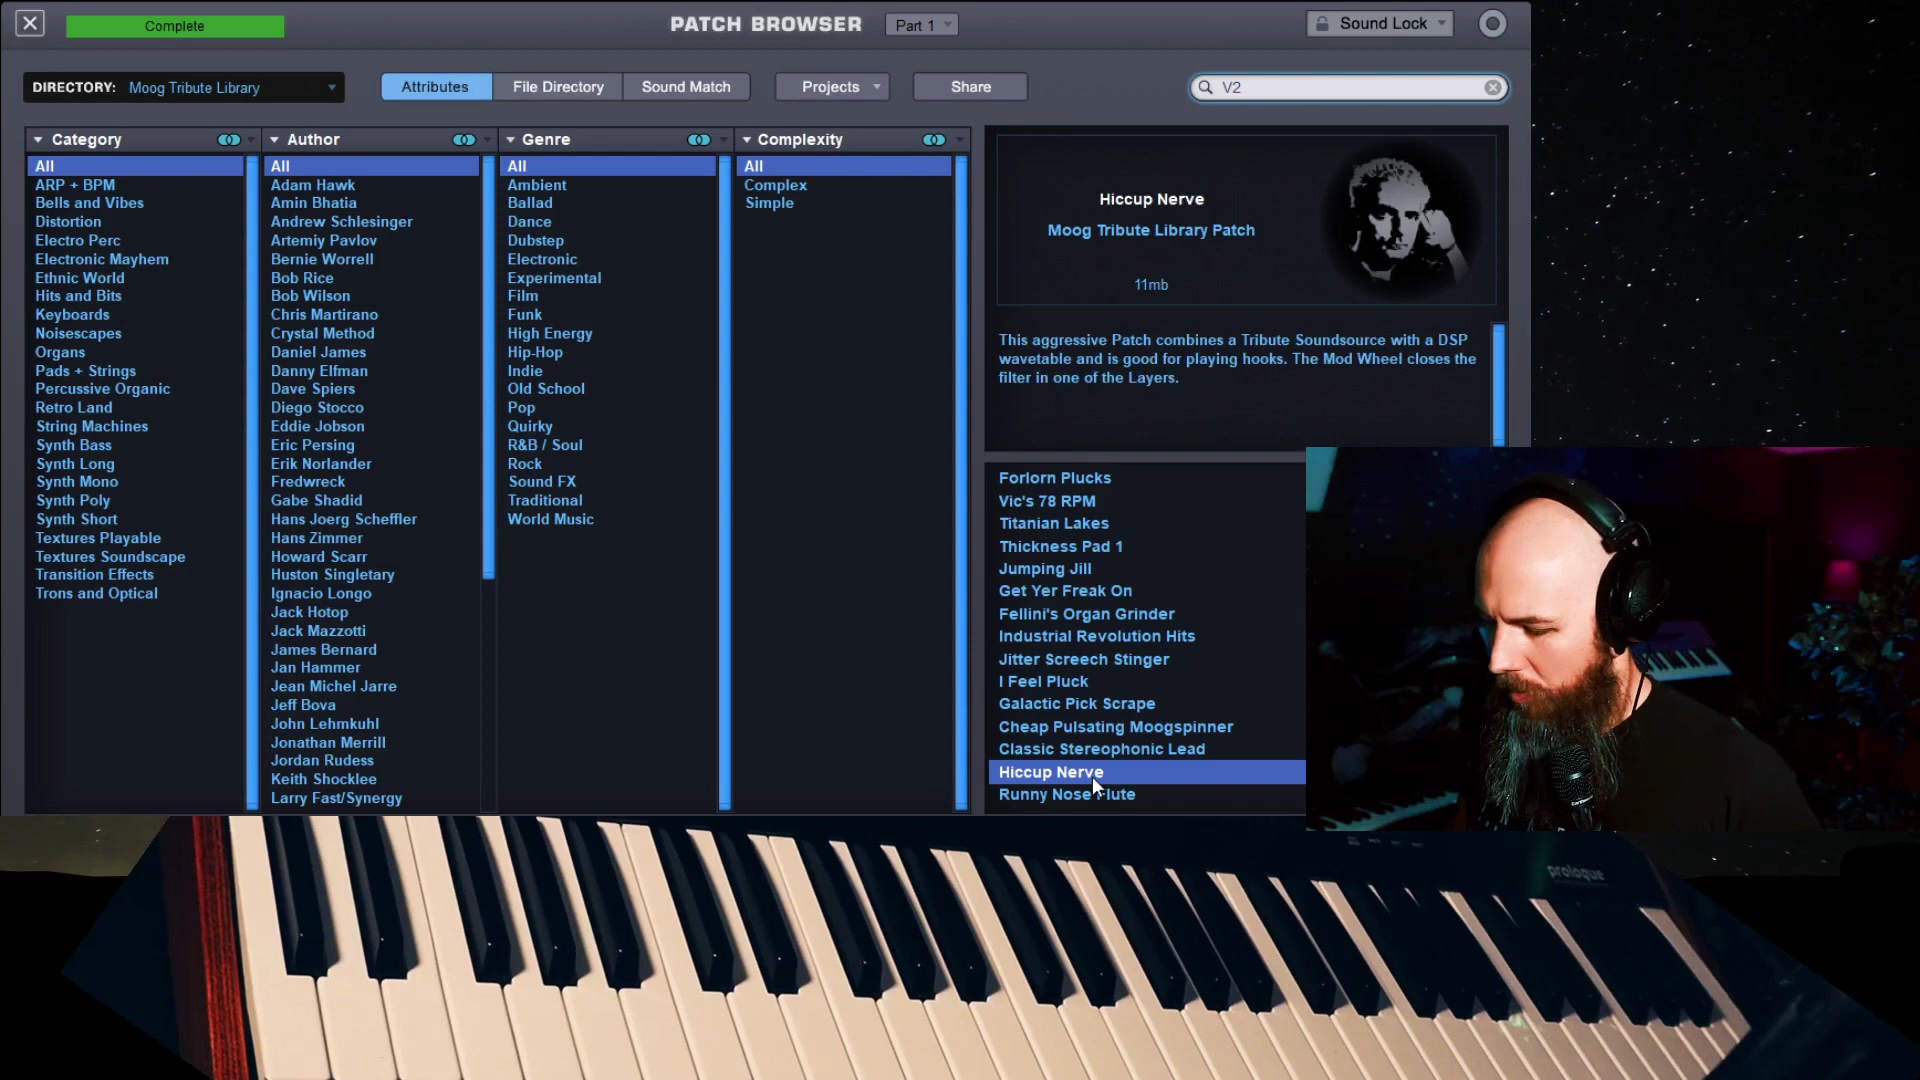 Complete
PATCH BROWSER
Part 1
Sound Lock
DIRECTORY: Moog Tribute Library
Attributes
File Directory
Sound Match
Projects
Share
V2
Category
All
ARP + BPM
Bells and Vibes
Distortion
Electro Perc
Electronic Mayhem
Ethnic World
Hits and Bits
Keyboards
Noisescapes
Organs
Pads + Strings
Percussive Organic
Retro Land
String Machines
Synth Bass
Synth Long
Synth Mono
Synth Poly
Synth Short
Textures Playable
Textures Soundscape
Transition Effects
Trons and Optical
Author
All
Adam Hawk
Amin Bhatia
Andrew Schlesinger
Artemiy Pavlov
Bernie Worrell
Bob Rice
Bob Wilson
Chris Martirano
Crystal Method
Daniel James
Danny Elfman
Dave Spiers
Diego Stocco
Eddie Jobson
Eric Persing
Erik Norlander
Fredwreck
Gabe Shadid
Hans Joerg Scheffler
Hans Zimmer
Howard Scarr
Huston Singletary
Ignacio Longo
Jack Hotop
Jack Mazzotti
James Bernard
Jan Hammer
Jean Michel Jarre
Jeff Bova
John Lehmkuhl
Jonathan Merrill
Jordan Rudess
Keith Shocklee
Larry Fast/Synergy
Genre
All
Ambient
Ballad
Dance
Dubstep
Electronic
Experimental
Film
Funk
High Energy
Hip-Hop
Indie
Old School
Pop
Quirky
R&B / Soul
Rock
Sound FX
Traditional
World Music
Complexity
All
Complex
Simple
Hiccup Nerve
Moog Tribute Library Patch
11mb
This aggressive Patch combines a Tribute Soundsource with a DSP
wavetable and is good for playing hooks. The Mod Wheel closes the
filter in one of the Layers.
Forlorn Plucks
Vic's 78 RPM
Titanian Lakes
Thickness Pad 1
Jumping Jill
Get Yer Freak On
Fellini's Organ Grinder
Industrial Revolution Hits
Jitter Screech Stinger
I Feel Pluck
Galactic Pick Scrape
Cheap Pulsating Moogspinner
Classic Stereophonic Lead
Hiccup Nerve
Runny Nose Flute
prologue